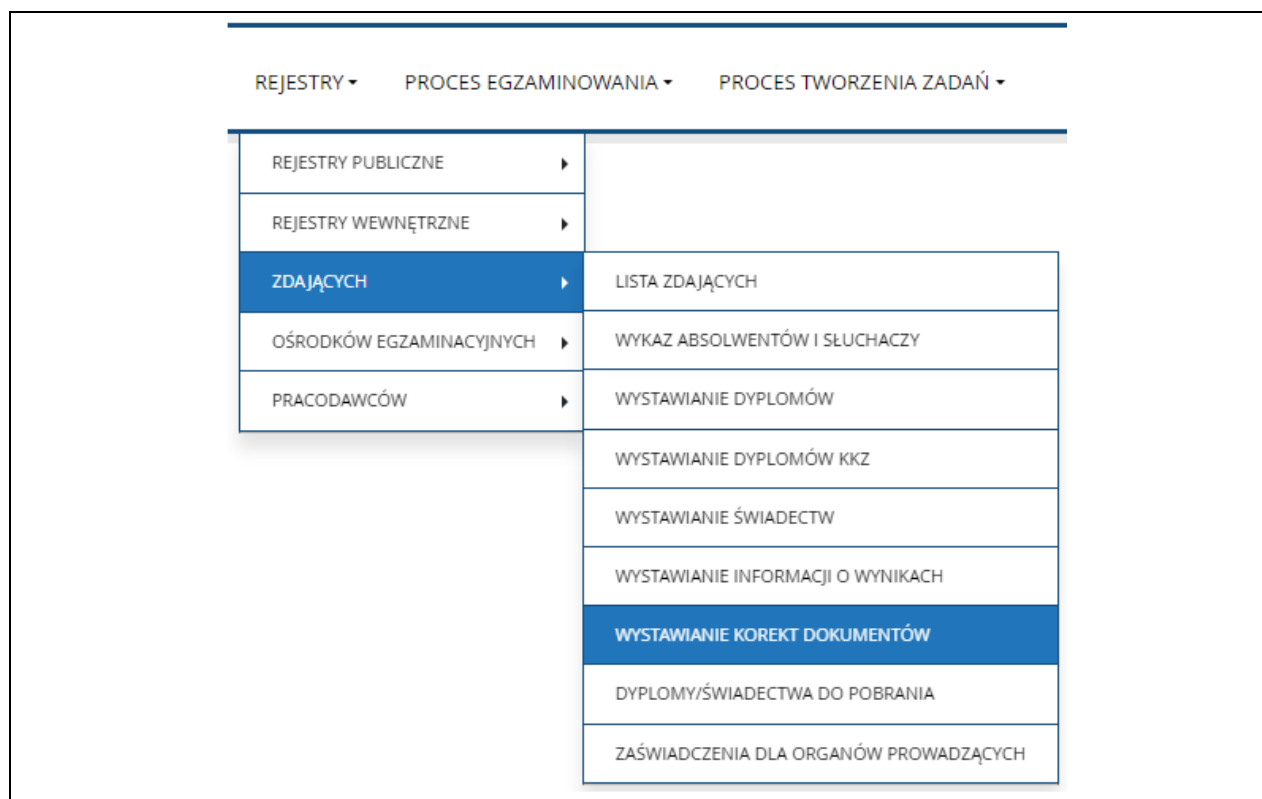 REJESTRY PROCES EGZAMINOWANIA PROCES TWORZENIA ZADAŃ
REJESTRY PUBLICZNE
REJESTRY WEWNĘTRZNE
ZDAJĄCYCH
OŚRODKÓW EGZAMINACYJNYCH
PRACODAWCÓW
LISTA ZDAJĄCYCH
WYKAZ ABSOLWENTÓW I SŁUCHACZY
WYSTAWIANIE DYPLOMÓW
WYSTAWIANIE DYPLOMÓW KKZ
WYSTAWIANIE ŚWIADECTW
WYSTAWIANIE INFORMACJI O WYNIKACH
WYSTAWIANIE KOREKT DOKUMENTÓW
DYPLOMY/ŚWIADECTWA DO POBRANIA
ZAŚWIADCZENIA DLA ORGANÓW PROWADZĄCYCH